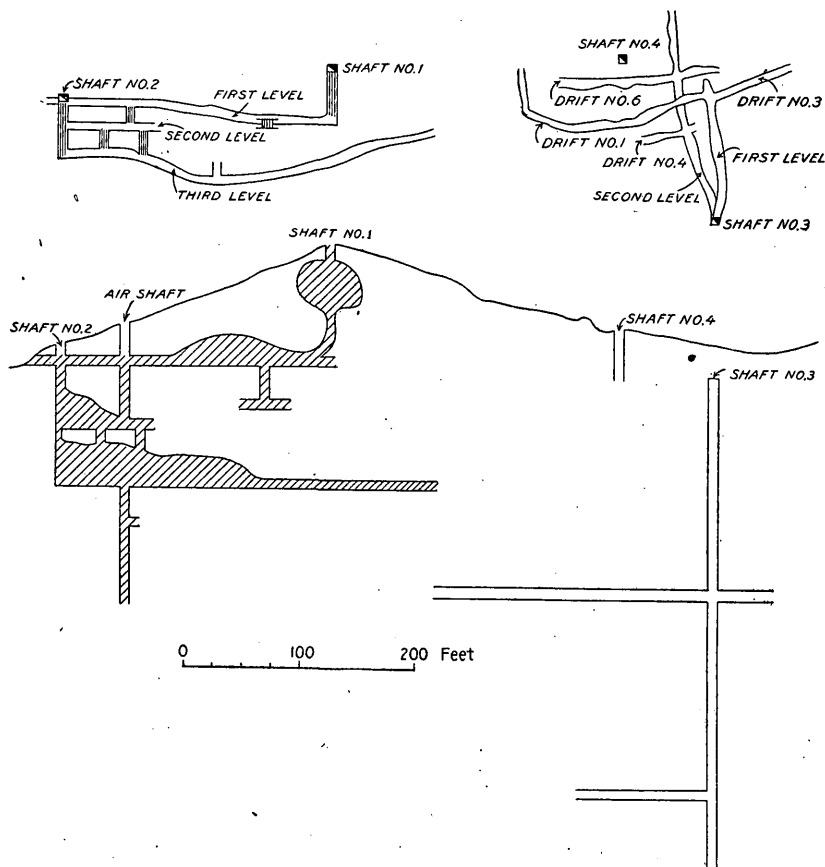 SHAFT NO.2
SHAFT NO.1
FIRST LEVEL
SECOND LEVEL
THIRD LEVEL
SHAFT NO.4
DRIFT NO.6
DRIFT NO.3
DRIFT NO.1
DRIFT NO.4
FIRST LEVEL
SECOND LEVEL
SHAFT NO.3
SHAFT NO.1
AIR SHAFT
SHAFT NO.2
SHAFT NO.4
SHAFT NO.3
0 100 200 Feet